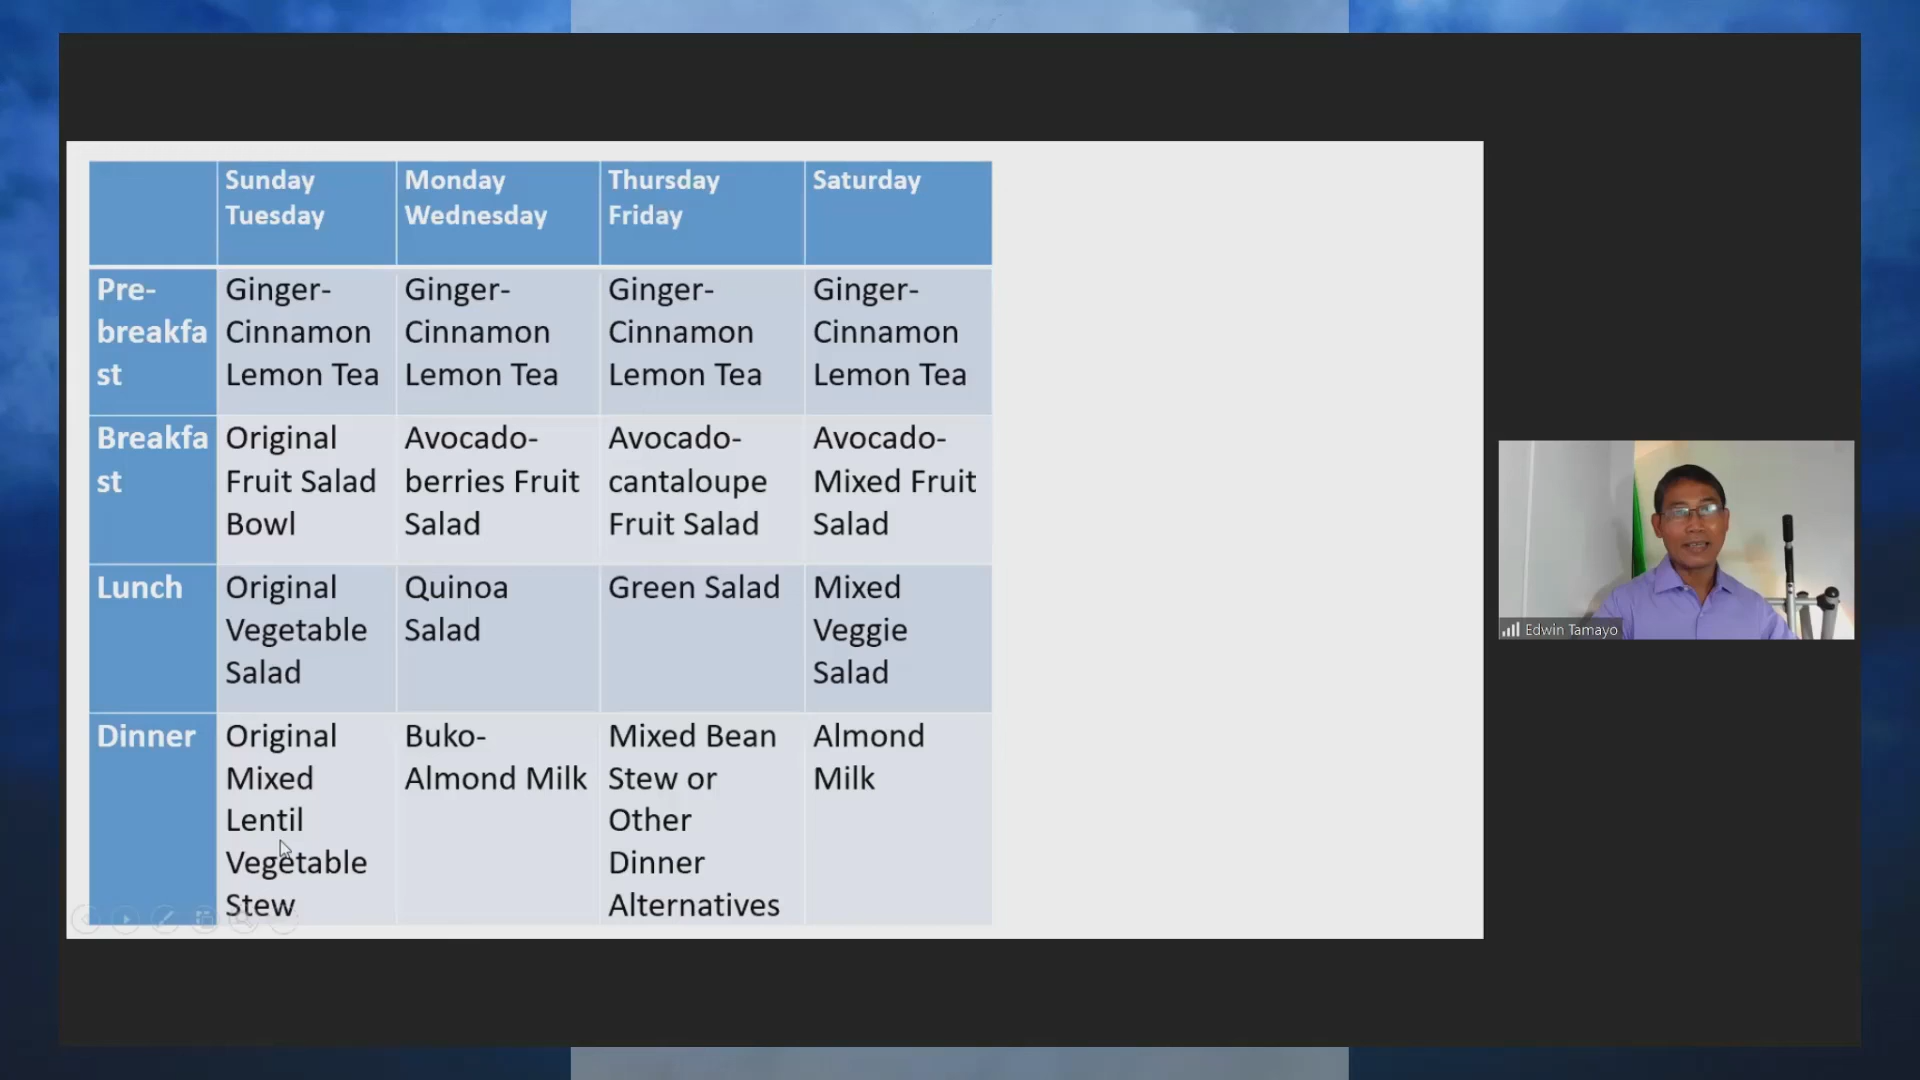 Sunday
Tuesday
Monday
Wednesday
Thursday
Friday
Saturday
Pre-
breakfa
st
Ginger-
Cinnamon
Lemon Tea
Ginger-
Cinnamon
Lemon Tea
Ginger-
Cinnamon
Lemon Tea
Ginger-
Cinnamon
Lemon Tea
Breakfa
st
Original
Fruit Salad
Bowl
Avocado-
berries Fruit
Salad
Avocado-
cantaloupe
Fruit Salad
Avocado-
Mixed Fruit
Salad
Lunch
Original
Vegetable
Salad
Quinoa
Salad
Green Salad
Mixed
Veggie
Salad
Dinner
Original
Mixed
Lentil
Vegetable
Stew
Buko-
Almond Milk
Mixed Bean
Stew or
Other
Dinner
Alternatives
Almond
Milk
Edwin Tamayo